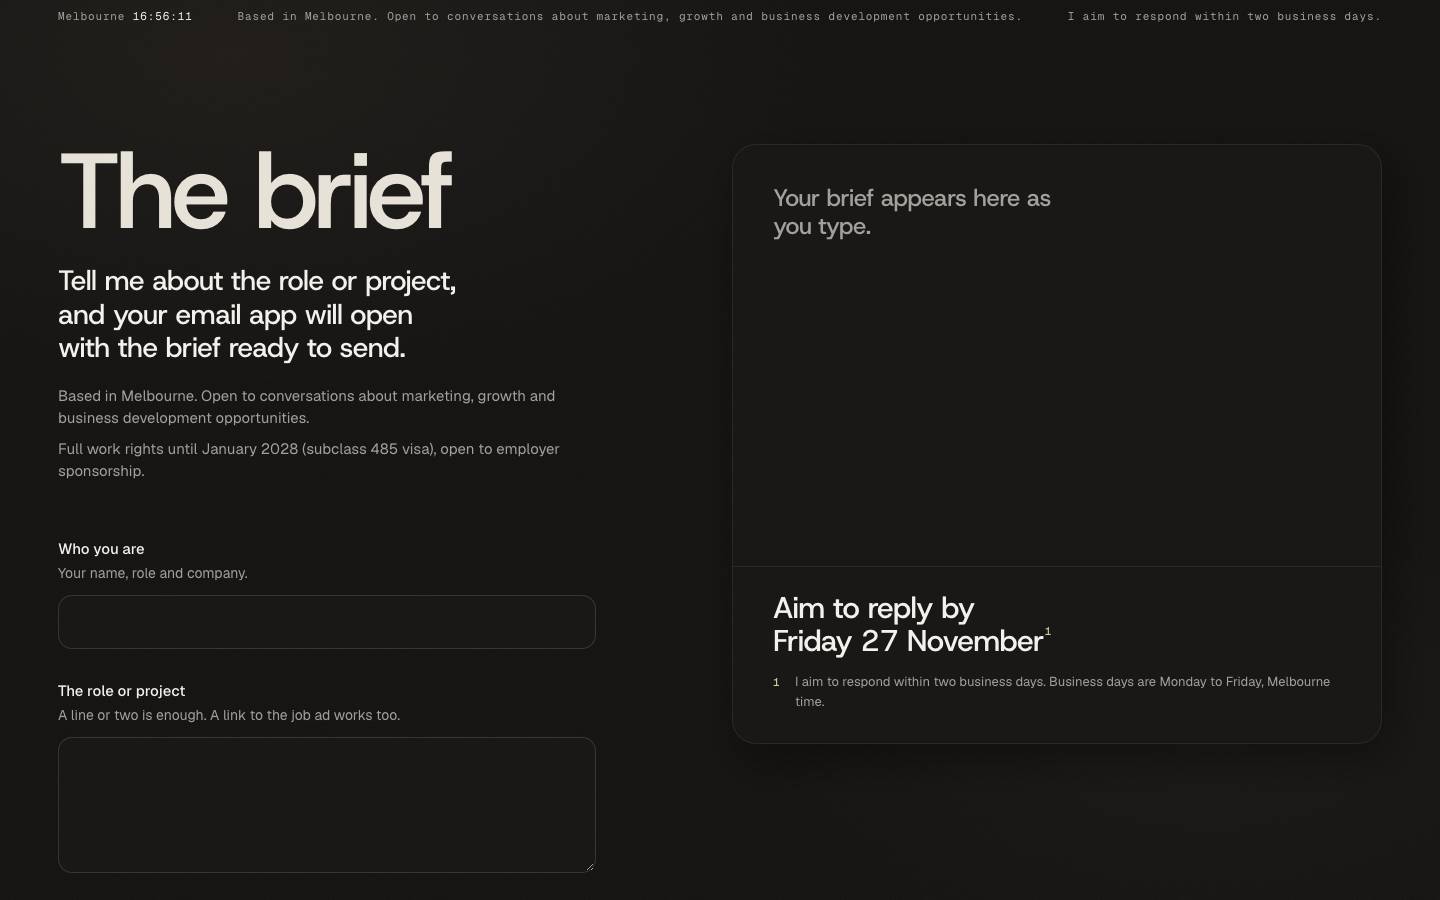 Melbourne 16:56:11
Based in Melbourne. Open to conversations about marketing, growth and business development opportunities.
I aim to respond within two business days.
The brief
Tell me about the role or project,
and your email app will open
with the brief ready to send.
Based in Melbourne. Open to conversations about marketing, growth and
business development opportunities.
Full work rights until January 2028 (subclass 485 visa), open to employer
sponsorship.
Who you are
Your name, role and company.
The role or project
A line or two is enough. A link to the job ad works too.
Your brief appears here as
you type.
Aim to reply by
Friday 27 November1
1 I aim to respond within two business days. Business days are Monday to Friday, Melbourne
time.